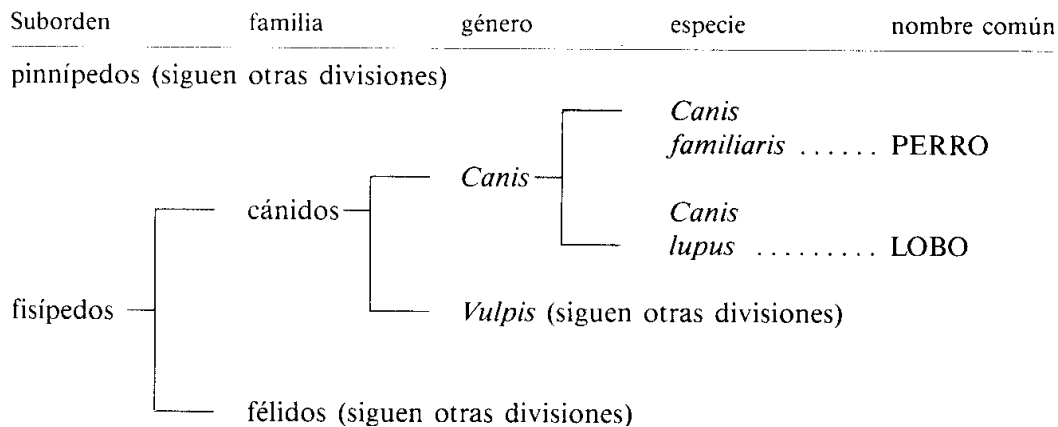 Suborden familia género especie nombre común
pinnípedos (siguen otras divisiones)
Canis
familiaris ...... PERRO
Canis
cánidos
Canis
lupus ......... LOBO
fisípedos
Vulpis (siguen otras divisiones)
félidos (siguen otras divisiones)